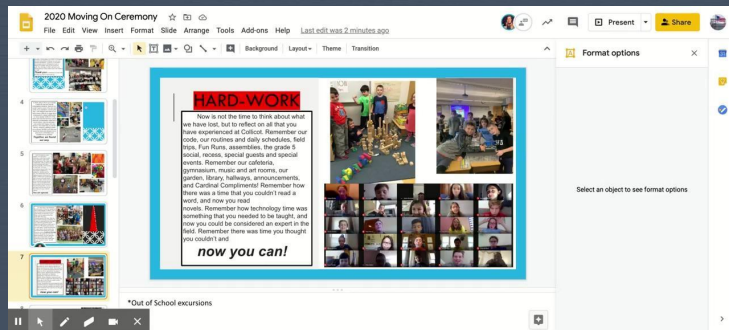 2020 Moving On Ceremony
File Edit View Insert Format Slide Arrange Tools Add-ons Help Last edit was 2 minutes ago
Present
Share
Background Layout Theme Transition
Format options
4
5
6
7
HARD-WORK
Now is not the time to think about what
we have lost, but to reflect on all that you
have experienced at Collicot. Remember our
code, our routines and daily schedules, field
trips, Fun Runs, assemblies, the grade 5
social, recess, special guests and special
events. Remember our cafeteria,
gymnasium, music and art rooms, our
garden, library, hallways, announcements,
and Cardinal Compliments! Remember how
there was a time that you couldn't read a
word, and now you read
novels. Remember how technology time was
something that you needed to be taught, and
now you could be considered an expert in the
field. Remember there was time you thought
you couldn't and
now you can!
Select an object to see format options
*Out of School excursions